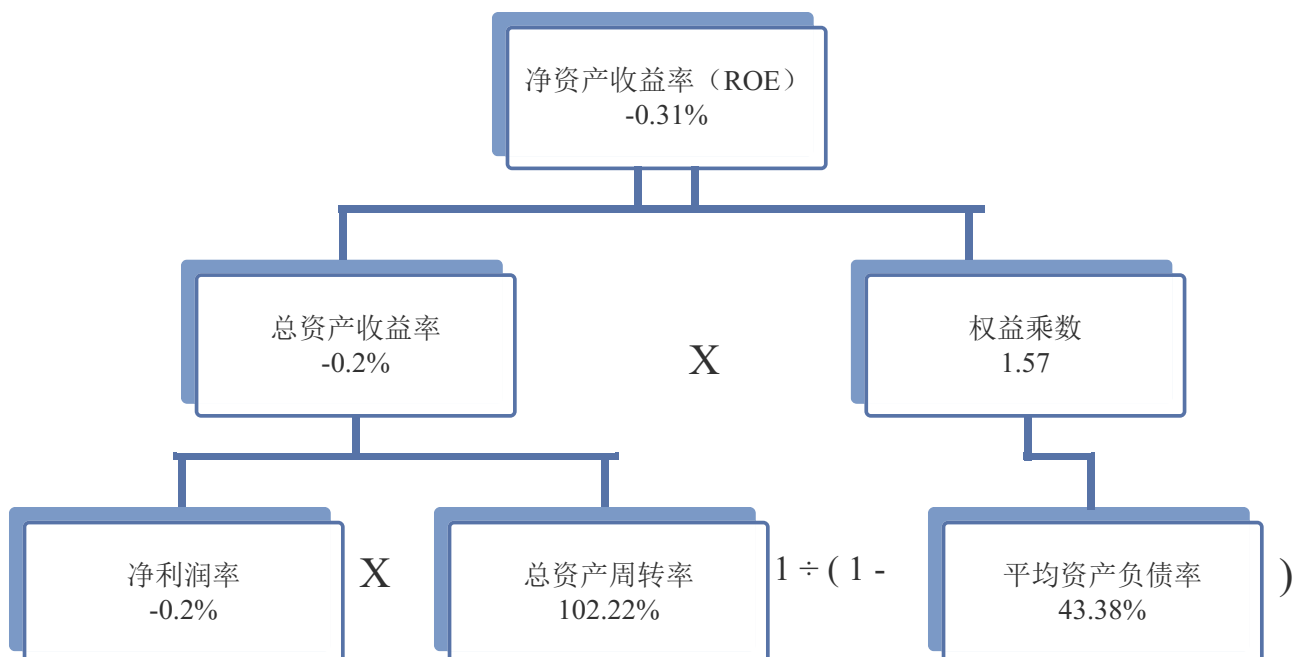 净资产收益率（ROE）
-0.31%
总资产收益率
-0.2%
X
权益乘数
1.57
净利润率
-0.2%
X
总资产周转率
102.22%
1 ÷ ( 1 -
平均资产负债率
43.38%
)